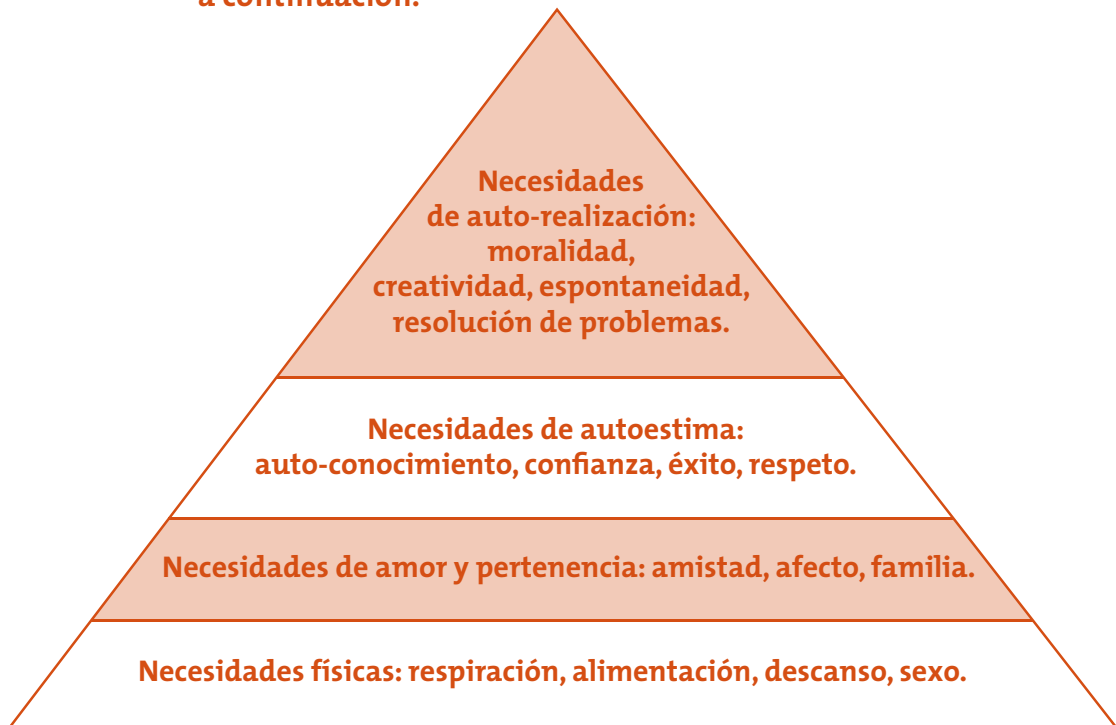 a continuación.
Necesidades
de auto-realización:
moralidad,
creatividad, espontaneidad,
resolución de problemas.
Necesidades de autoestima:
auto-conocimiento, confianza, éxito, respeto.
Necesidades de amor y pertenencia: amistad, afecto, familia.
Necesidades físicas: respiración, alimentación, descanso, sexo.